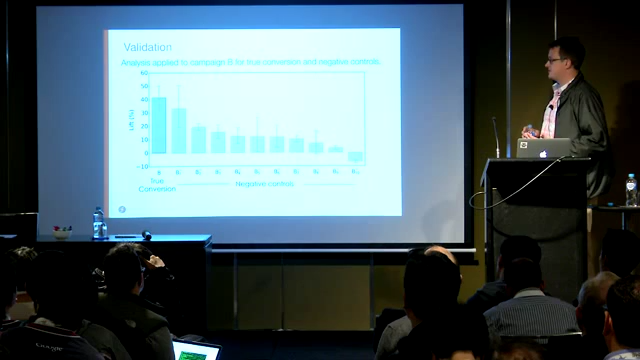 Validation
Analysis applied to campaign B for true conversion and negative controls.
60
50
40
30
20
10
0
−10
Lift (%)
True
Conversion
Negative controls